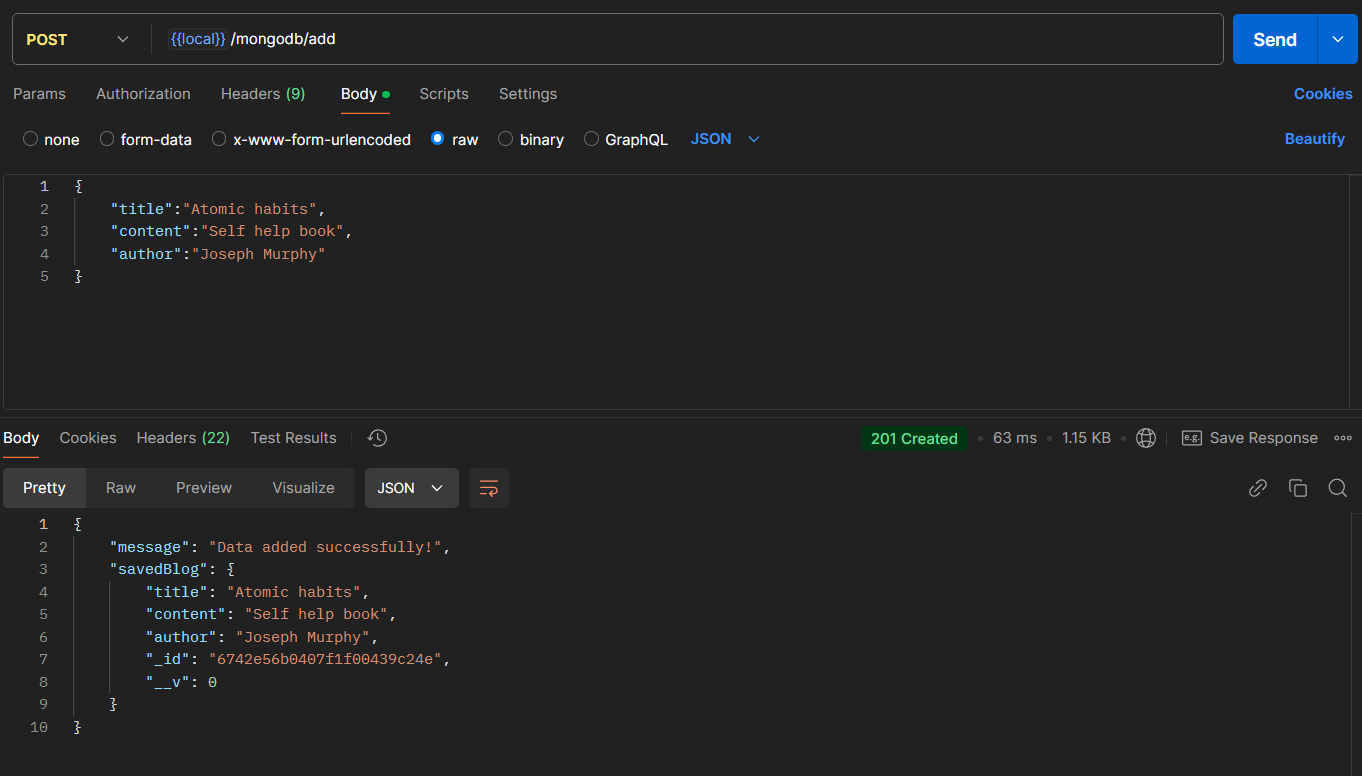 POST {{local}}/mongodb/add Send
Params Authorization Headers (9) Body Scripts Settings Cookies
none form-data x-www-form-urlencoded raw binary GraphQL JSON Beautify
1 {
2 "title":"Atomic habits",
3 "content":"Self help book",
4 "author":"Joseph Murphy"
5 }
Body Cookies Headers (22) Test Results 201 Created 63 ms 1.15 KB e.g. Save Response
Pretty Raw Preview Visualize JSON
1 {
2 "message": "Data added successfully!",
3 "savedBlog": {
4 "title": "Atomic habits",
5 "content": "Self help book",
6 "author": "Joseph Murphy",
7 "_id": "6742e56b0407f1f00439c24e",
8 "__v": 0
9 }
10 }